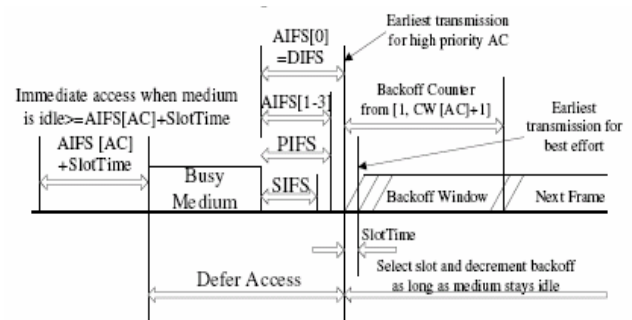 AIFS[0]
=DIFS
Earliest transmission
for high priority AC
Immediate access when medium
is idle>=AIFS[AC]+SlotTime
AIFS[1-3]
Backoff Counter
from [1, CW [AC]+1]
Earliest
transmission for
best effort
AIFS [AC]
+SlotTime
PIFS
Busy
Medium
SIFS
Backoff Window
Next Frame
SlotTime
Defer Access
Select slot and decrement backoff
as long as medium stays idle